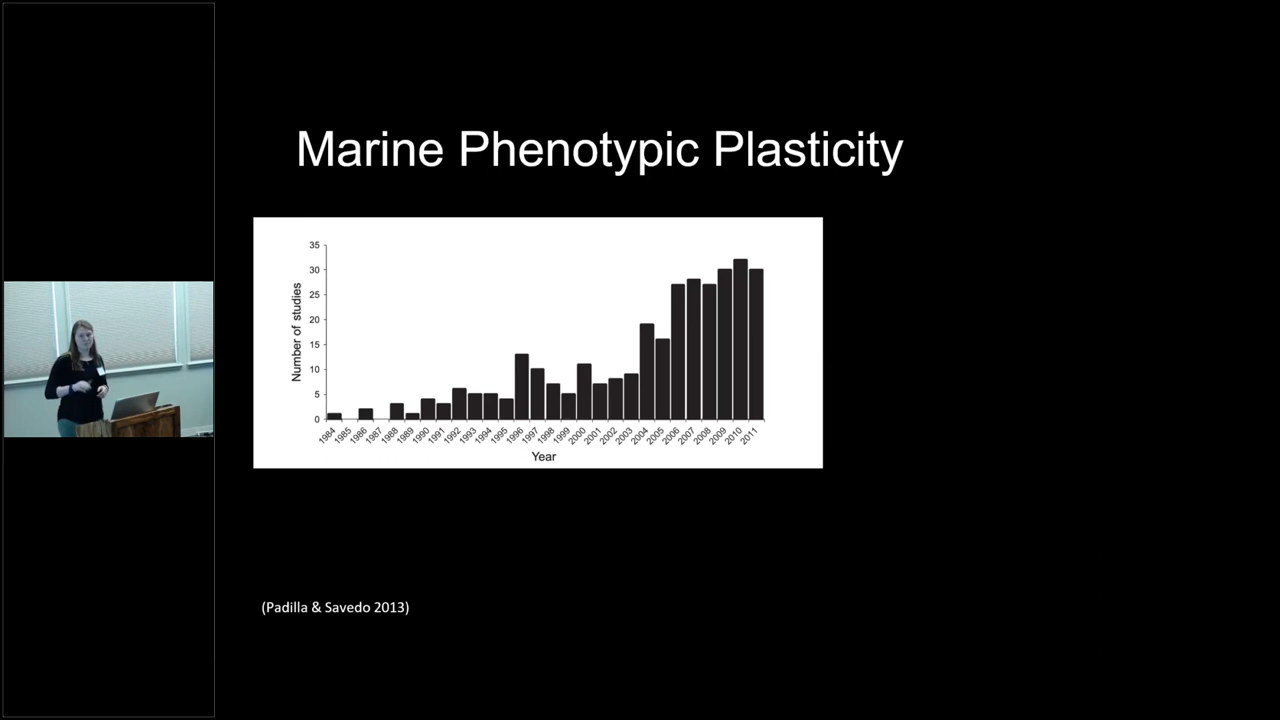 Marine Phenotypic Plasticity
35
30
25
20
15
10
5
0
Number of studies
1984 1985 1986 1987 1988 1989 1990 1991 1992 1993 1994 1995 1996 1997 1998 1999 2000 2001 2002 2003 2004 2005 2006 2007 2008 2009 2010 2011
Year
(Padilla & Savedo 2013)